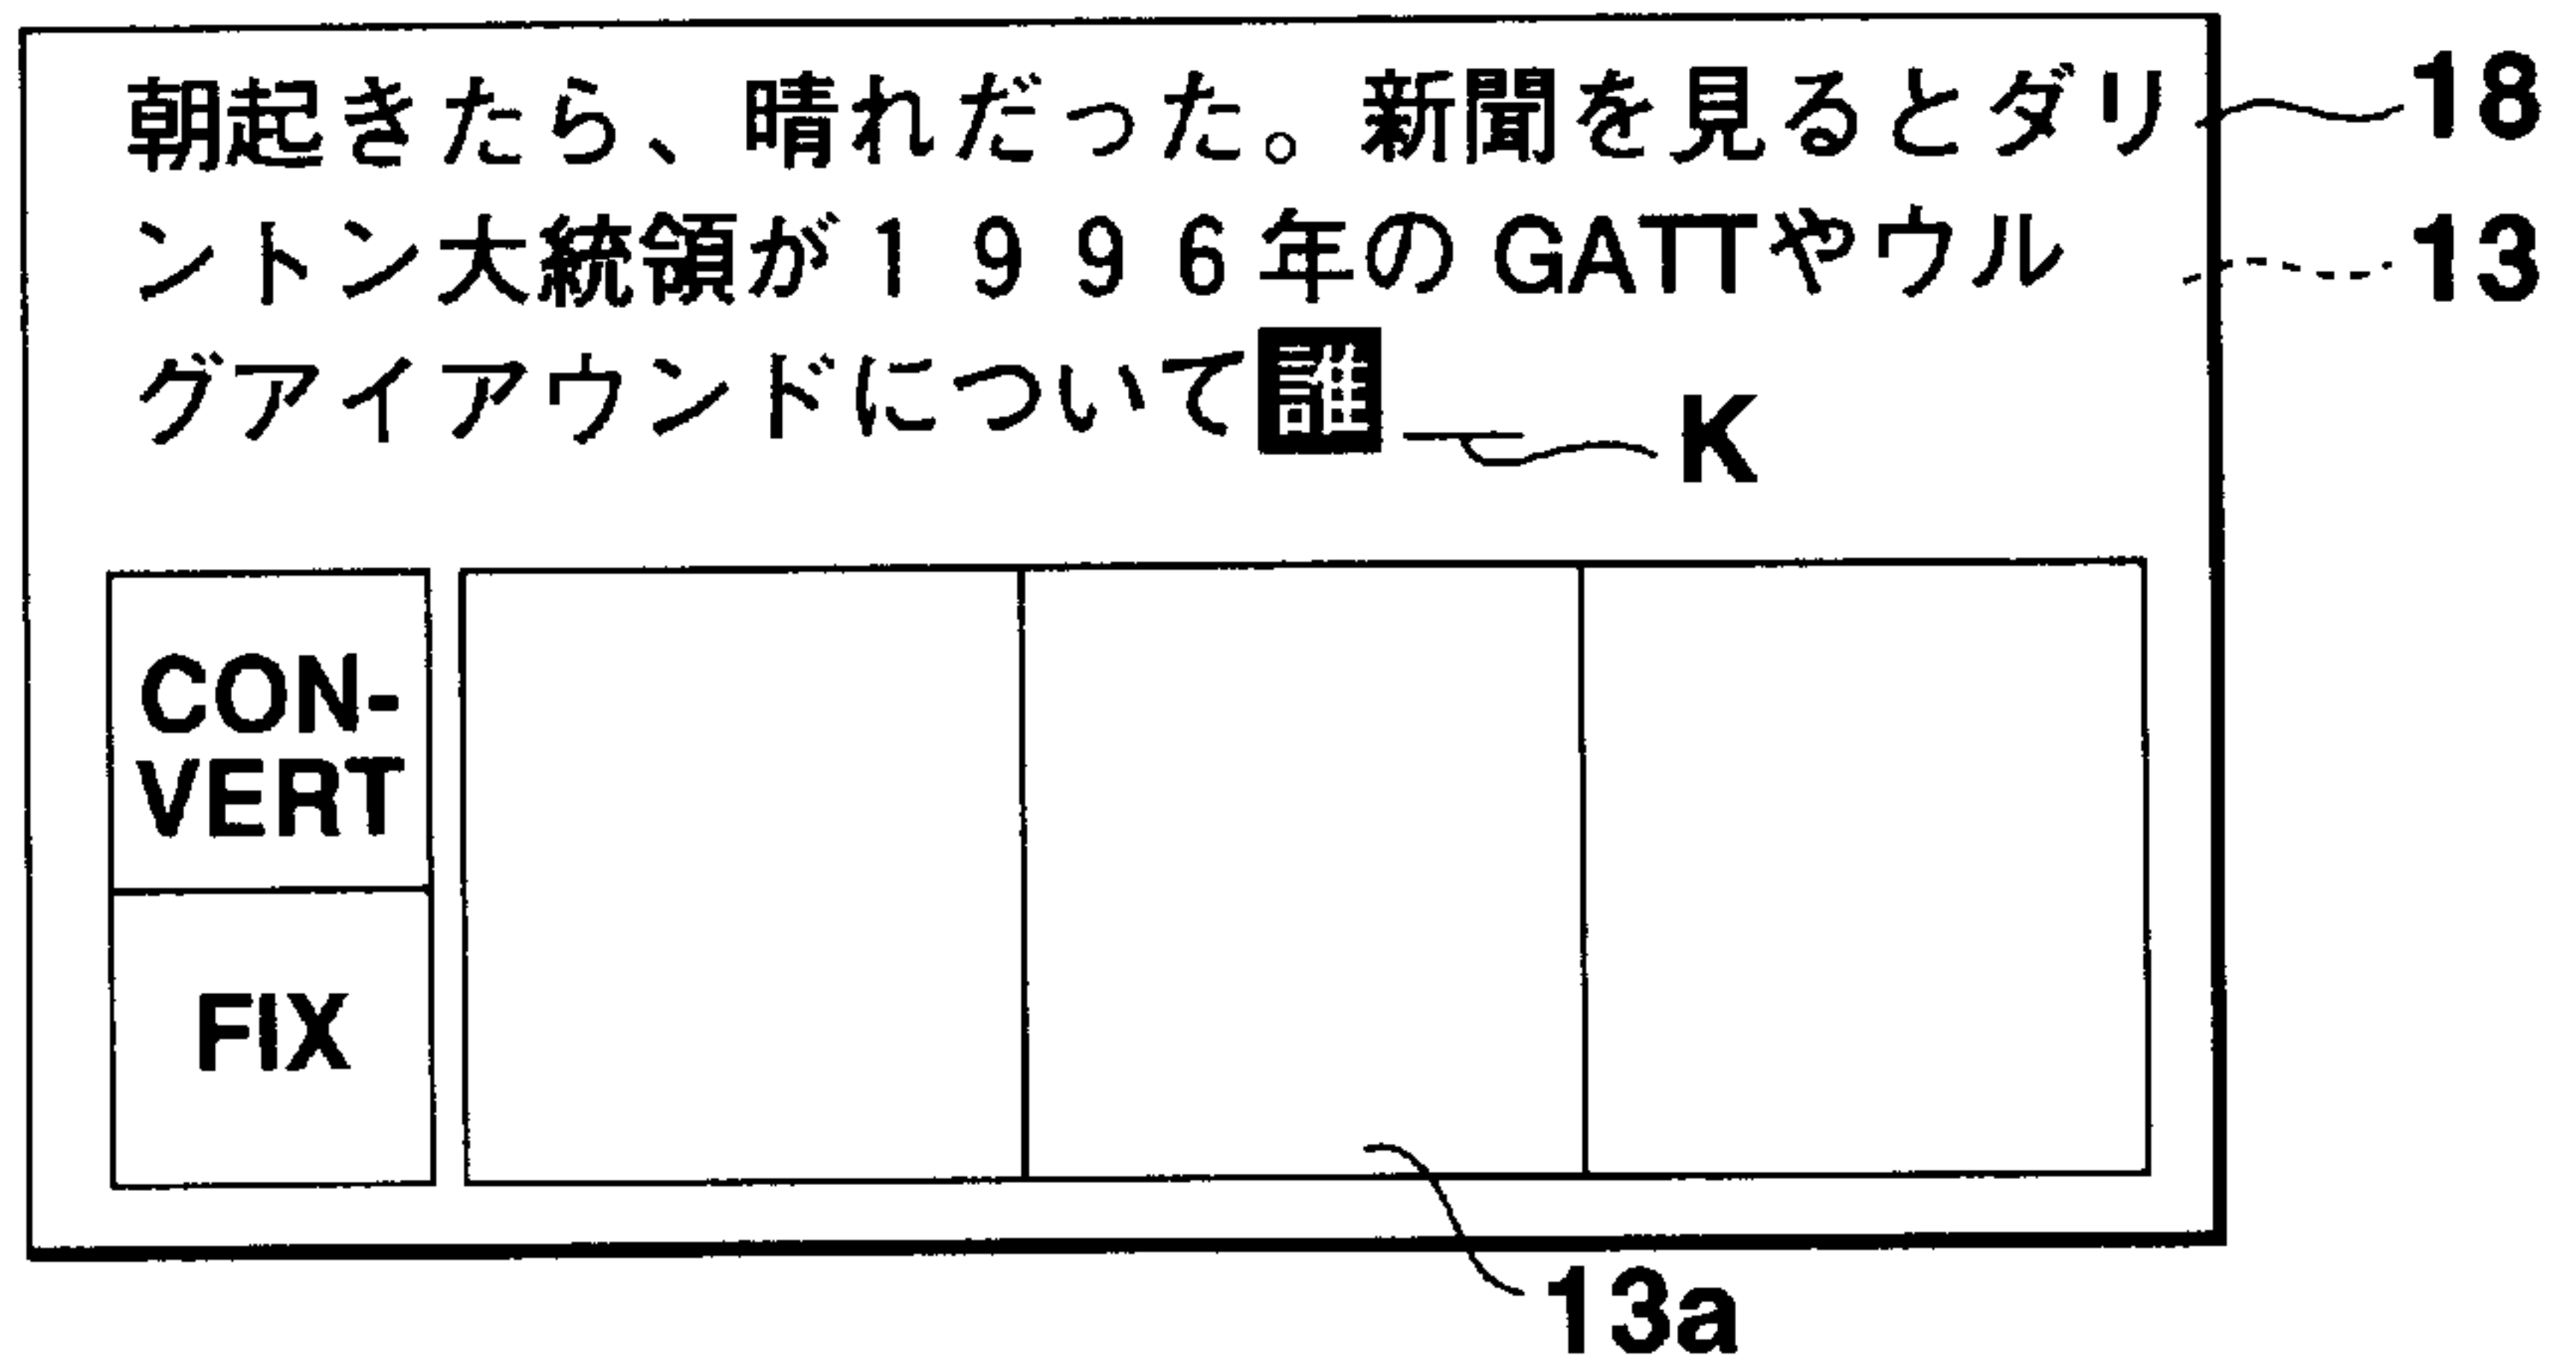 朝起きたら、晴れだった。新聞を見るとダリ
ントン大統領が１９９６年のGATTやウル
グアイアウンドについて誰
18
13
K
CON-
VERT
FIX
13a